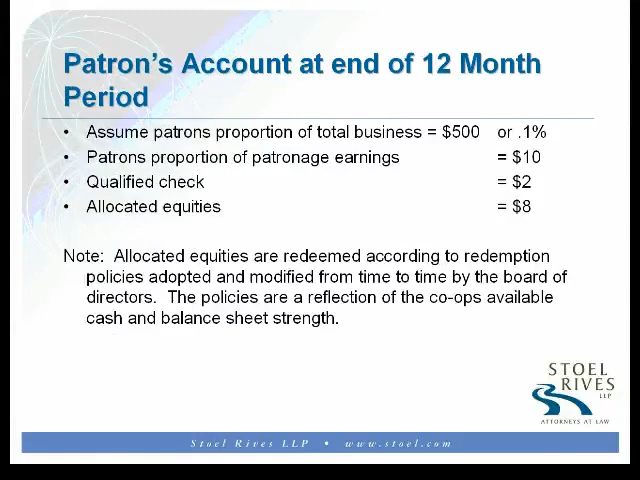 Patron's Account at end of 12 Month
Period
• Assume patrons proportion of total business = $500 or .1%
• Patrons proportion of patronage earnings = $10
• Qualified check = $2
• Allocated equities = $8
Note: Allocated equities are redeemed according to redemption
policies adopted and modified from time to time by the board of
directors. The policies are a reflection of the co-ops available
cash and balance sheet strength.
STOEL
RIVES
LLP
ATTORNEYS AT LAW
Stoel Rives LLP • www.stoel.com